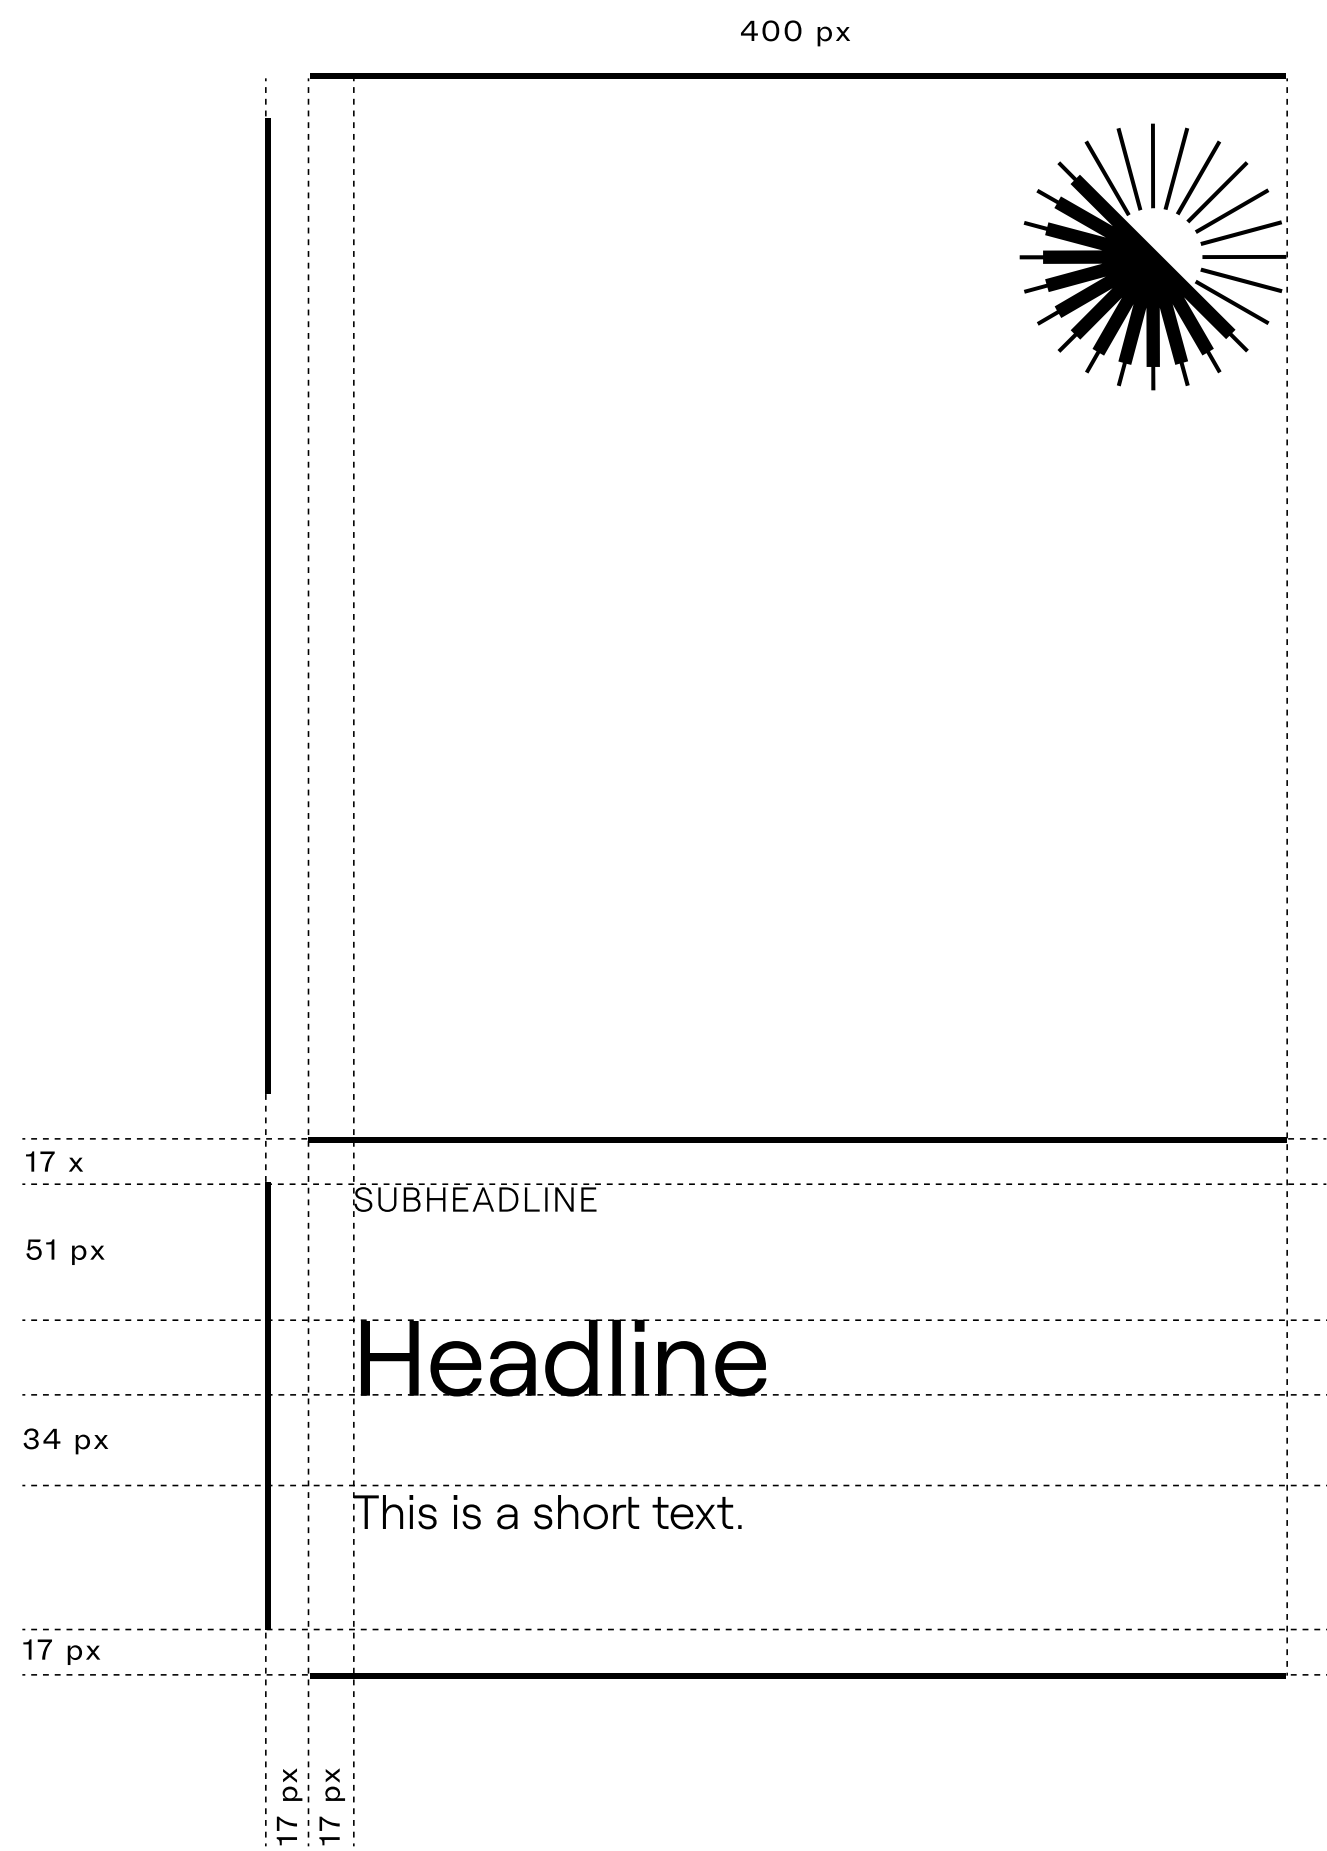 400 px
17 x
SUBHEADLINE
51 px
Headline
34 px
This is a short text.
17 px
17 px
17 px